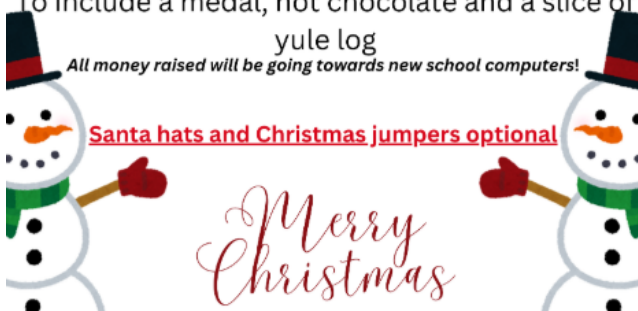 To include a medal, hot chocolate and a slice of
yule log
All money raised will be going towards new school computers!
Santa hats and Christmas jumpers optional
Merry
Christmas